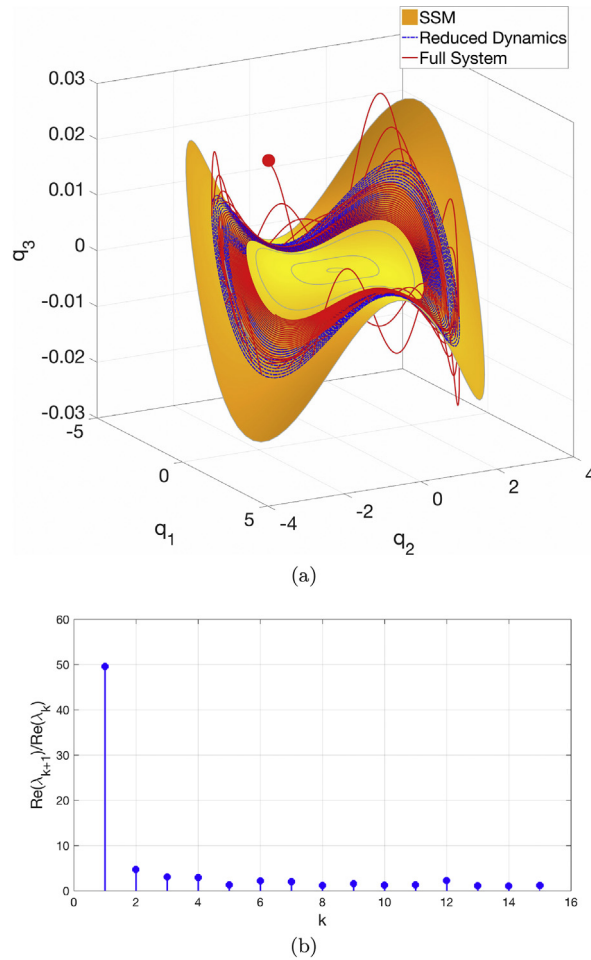 SSM
Reduced Dynamics
Full System
0.03
0.02
0.01
0
-0.01
-0.02
-0.03
q3
-5
0
5
q1
-4
-2
0
2
4
q2
(a)
60
50
40
30
20
10
0
Re(λk+1)/Re(λk)
0 2 4 6 8 10 12 14 16
k
(b)